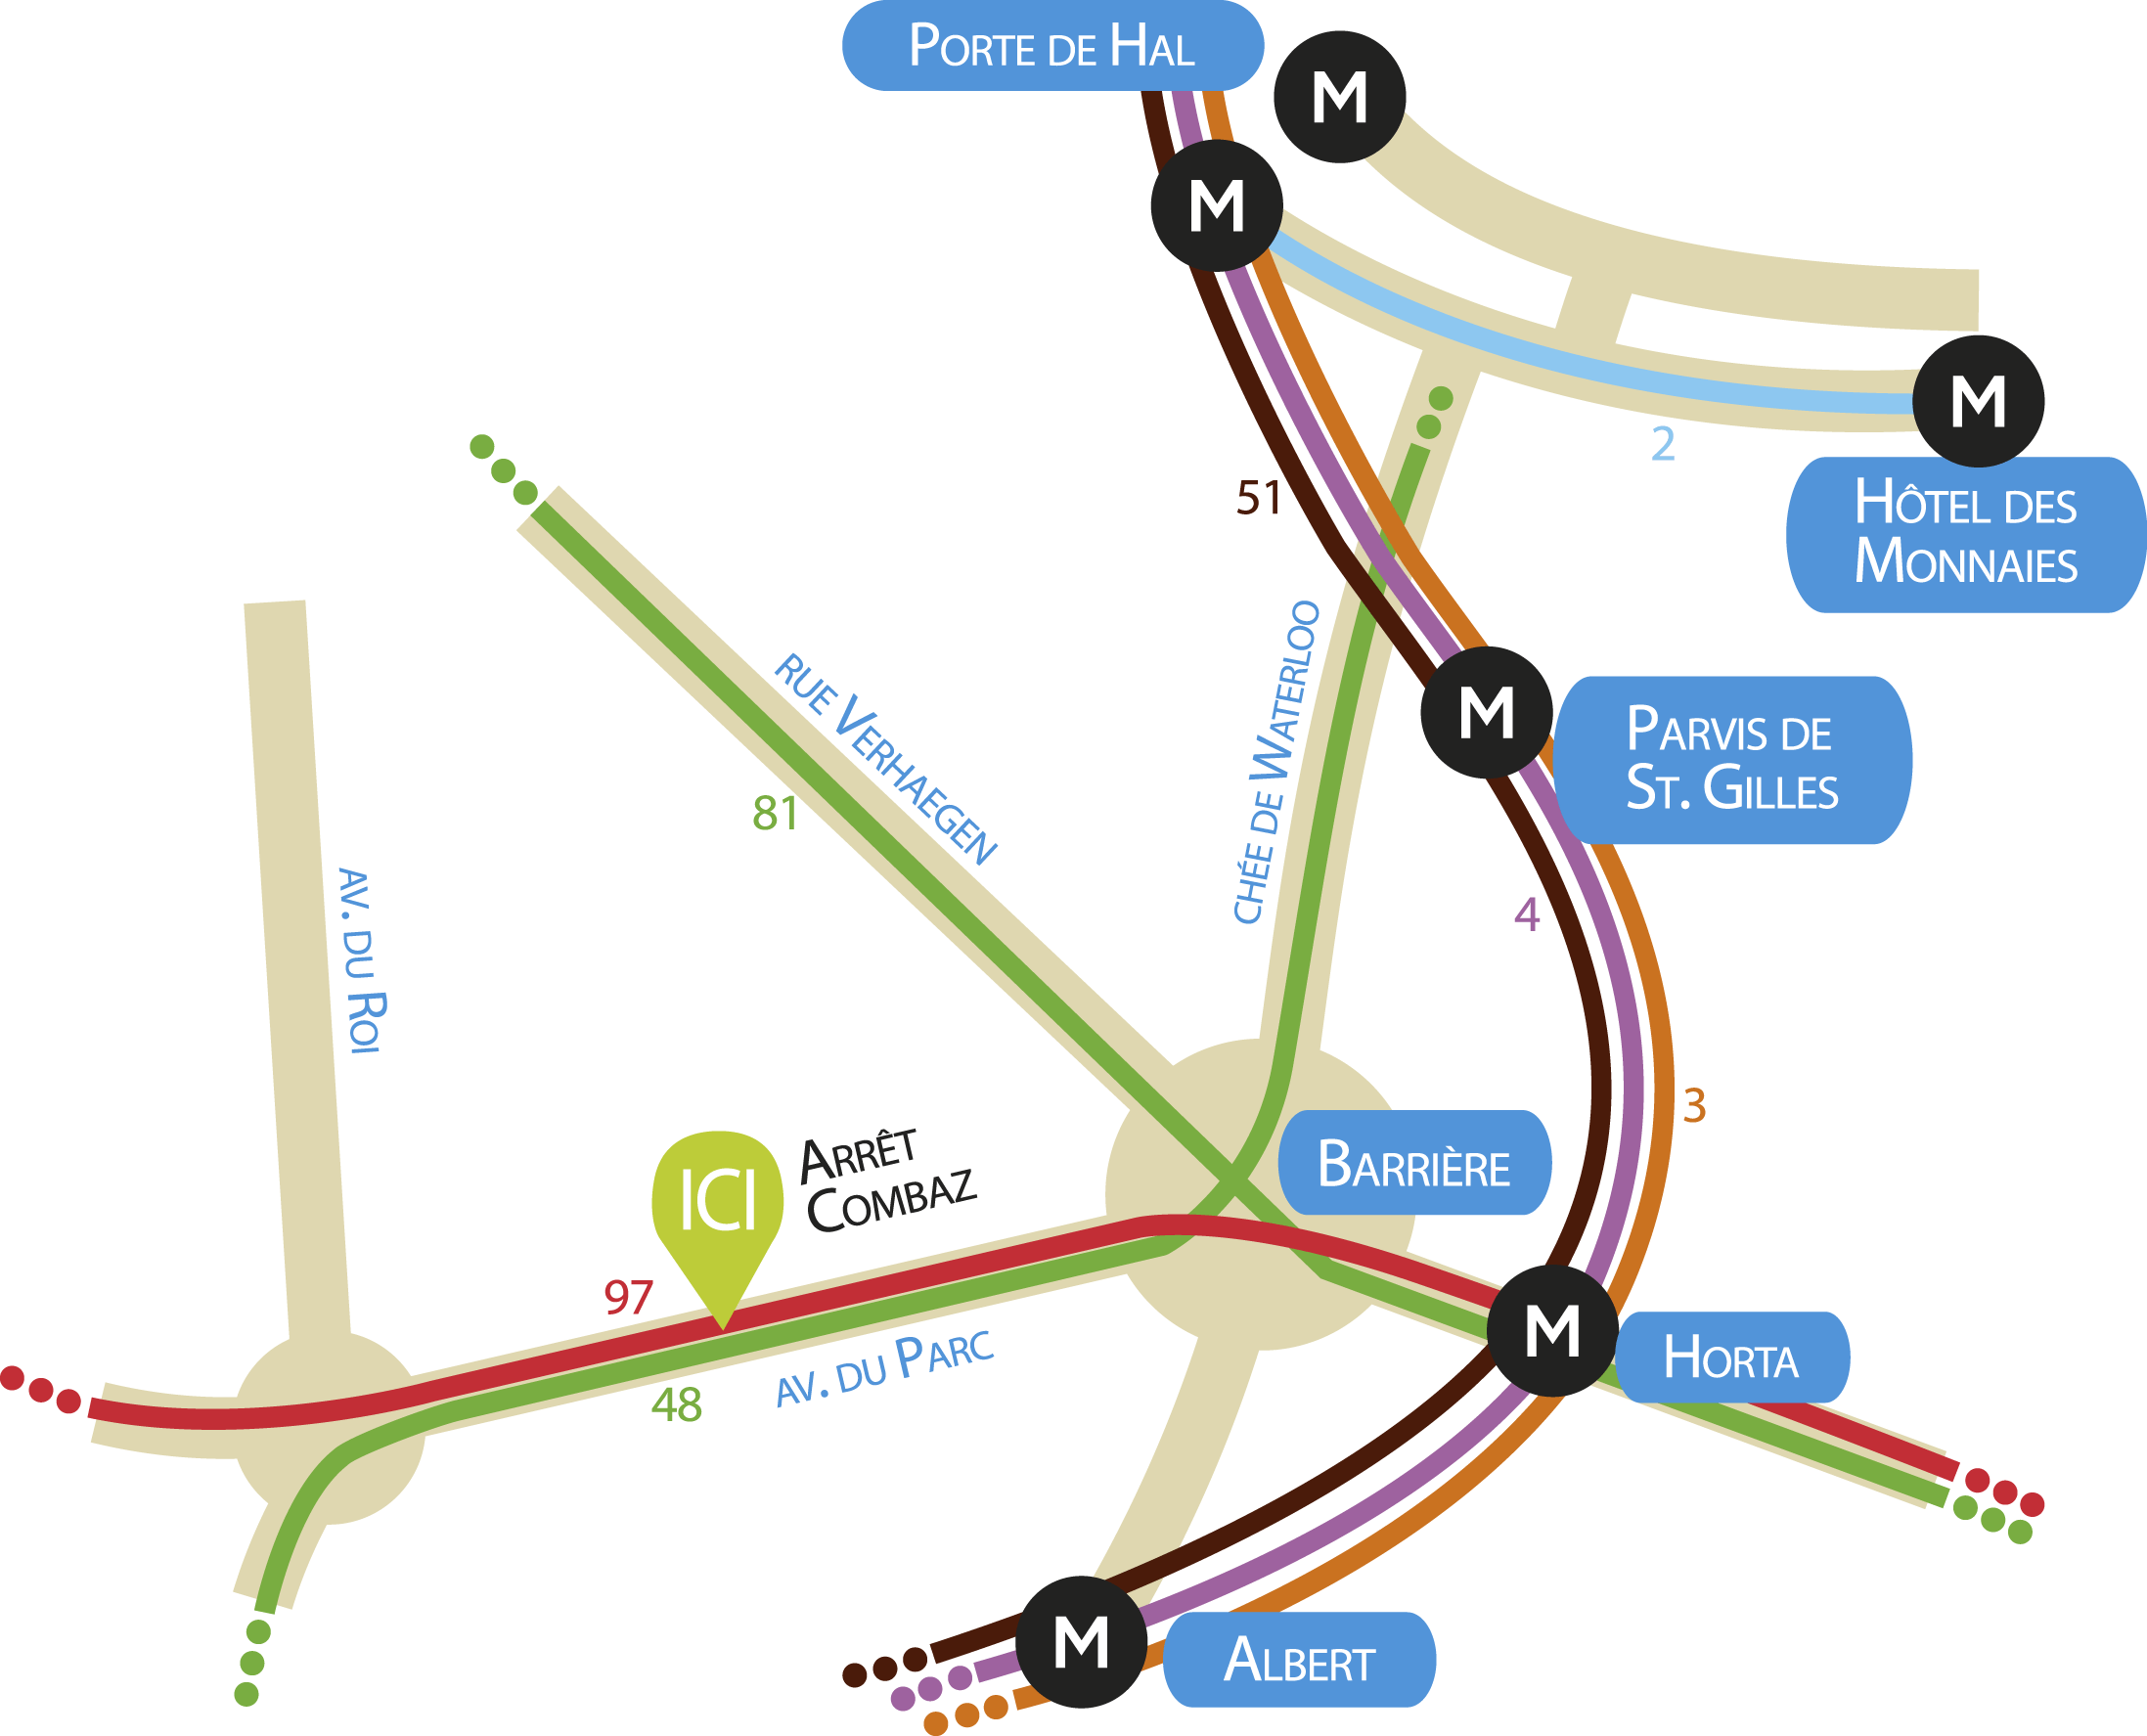 Porte de Hal
M
M
2
M
Hôtel des
Monnaies
51
rue Verhaegen
81
chée de Waterloo
M
Parvis de
St. Gilles
av. du Roi
4
3
Arrêt
Combaz
ICI
Barrière
97
M
Horta
av. du Parc
48
M
Albert